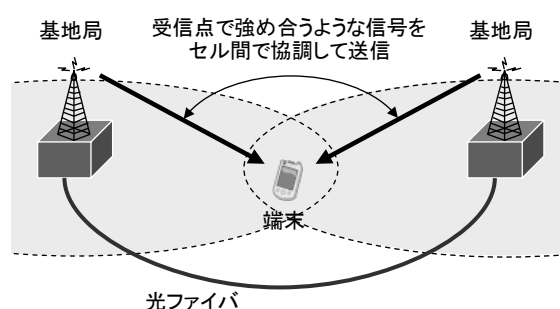 基地局
受信点で強め合うような信号を
セル間で協調して送信
基地局
端末
光ファイバ